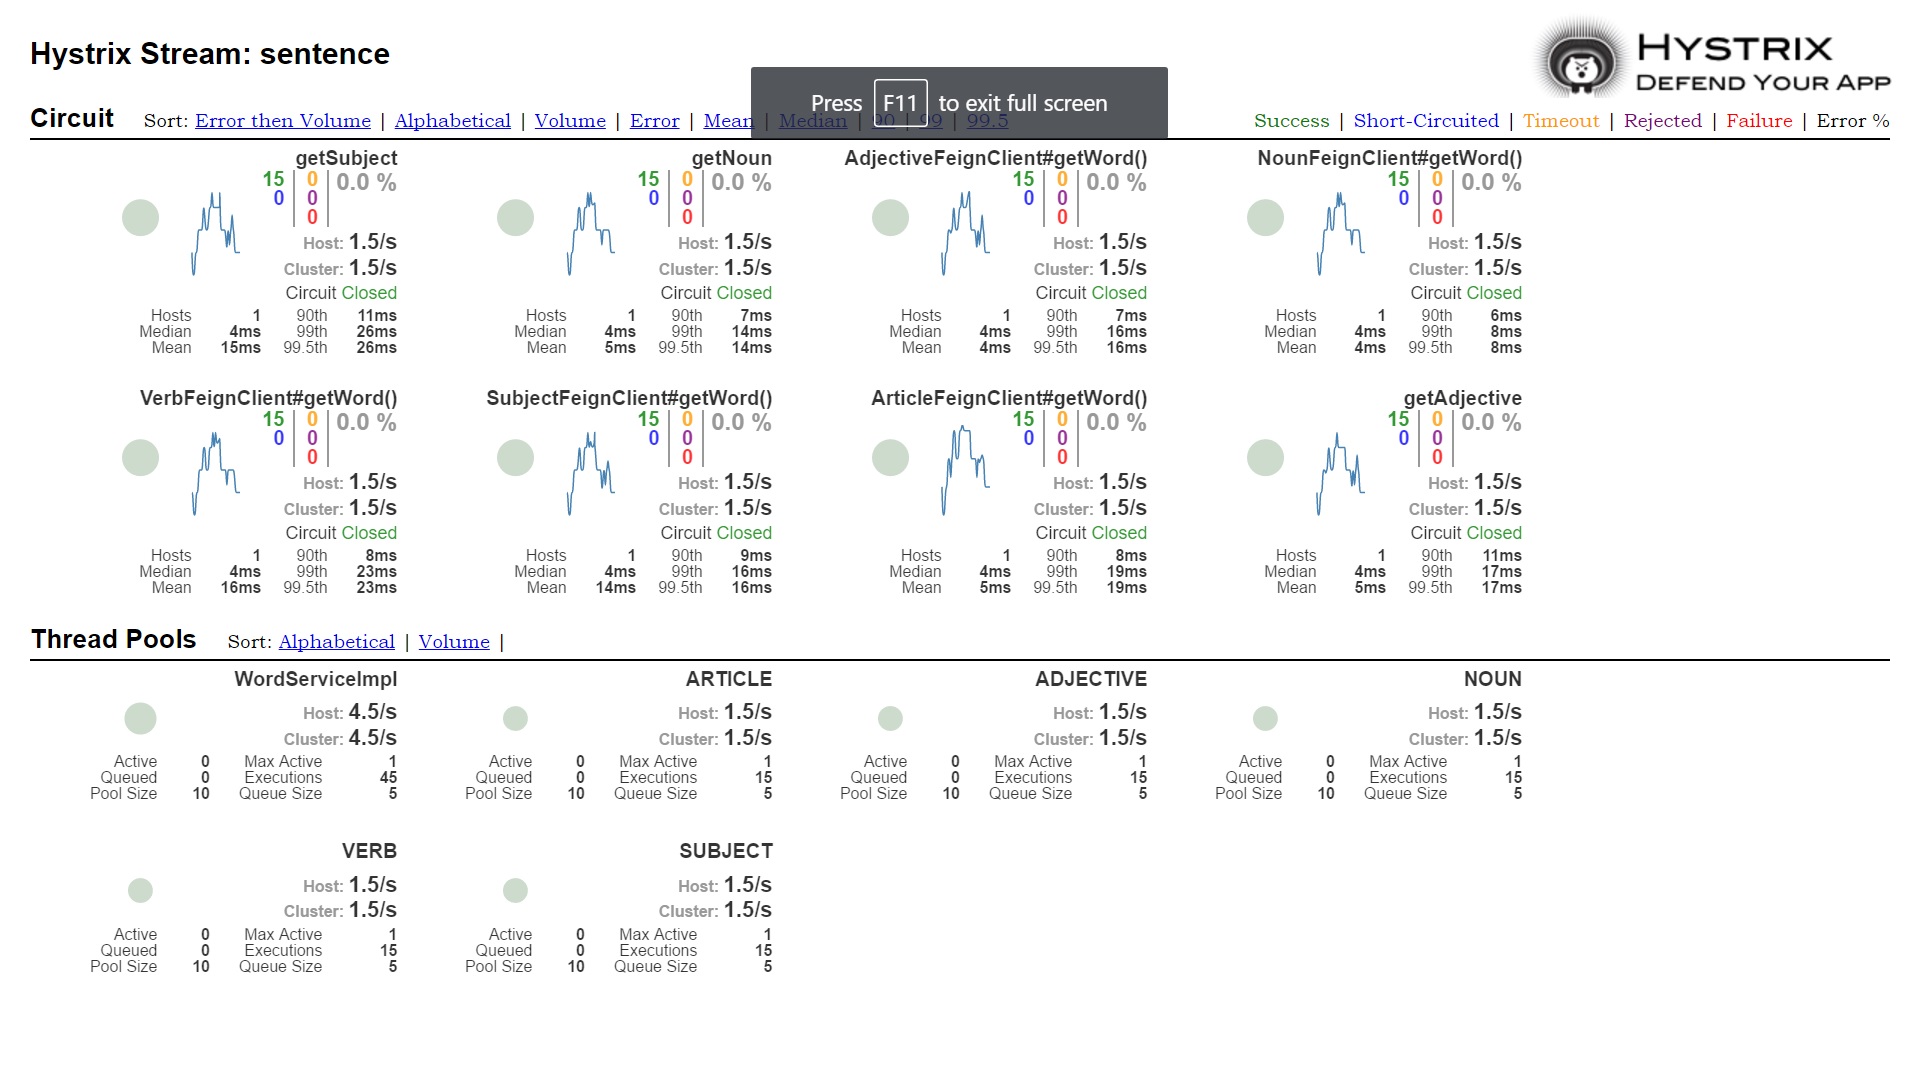 Hystrix Stream: sentence
HYSTRIX
DEFEND YOUR APP
Press F11 to exit full screen
Circuit Sort: Error then Volume | Alphabetical | Volume | Error | Mean | Median | 90 | 99 | 99.5
Success | Short-Circuited | Timeout | Rejected | Failure | Error %
getSubject
15 0 0.0 %
0 0
0
Host: 1.5/s
Cluster: 1.5/s
Circuit Closed
Hosts 1 90th 11ms
Median 4ms 99th 26ms
Mean 15ms 99.5th 26ms
getNoun
15 0 0.0 %
0 0
0
Host: 1.5/s
Cluster: 1.5/s
Circuit Closed
Hosts 1 90th 7ms
Median 4ms 99th 14ms
Mean 5ms 99.5th 14ms
AdjectiveFeignClient#getWord()
15 0 0.0 %
0 0
0
Host: 1.5/s
Cluster: 1.5/s
Circuit Closed
Hosts 1 90th 7ms
Median 4ms 99th 16ms
Mean 4ms 99.5th 16ms
NounFeignClient#getWord()
15 0 0.0 %
0 0
0
Host: 1.5/s
Cluster: 1.5/s
Circuit Closed
Hosts 1 90th 6ms
Median 4ms 99th 8ms
Mean 4ms 99.5th 8ms
VerbFeignClient#getWord()
15 0 0.0 %
0 0
0
Host: 1.5/s
Cluster: 1.5/s
Circuit Closed
Hosts 1 90th 8ms
Median 4ms 99th 23ms
Mean 16ms 99.5th 23ms
SubjectFeignClient#getWord()
15 0 0.0 %
0 0
0
Host: 1.5/s
Cluster: 1.5/s
Circuit Closed
Hosts 1 90th 9ms
Median 4ms 99th 16ms
Mean 14ms 99.5th 16ms
ArticleFeignClient#getWord()
15 0 0.0 %
0 0
0
Host: 1.5/s
Cluster: 1.5/s
Circuit Closed
Hosts 1 90th 8ms
Median 4ms 99th 19ms
Mean 5ms 99.5th 19ms
getAdjective
15 0 0.0 %
0 0
0
Host: 1.5/s
Cluster: 1.5/s
Circuit Closed
Hosts 1 90th 11ms
Median 4ms 99th 17ms
Mean 5ms 99.5th 17ms
Thread Pools Sort: Alphabetical | Volume |
WordServiceImpl
Host: 4.5/s
Cluster: 4.5/s
Active 0 Max Active 1
Queued 0 Executions 45
Pool Size 10 Queue Size 5
ARTICLE
Host: 1.5/s
Cluster: 1.5/s
Active 0 Max Active 1
Queued 0 Executions 15
Pool Size 10 Queue Size 5
ADJECTIVE
Host: 1.5/s
Cluster: 1.5/s
Active 0 Max Active 1
Queued 0 Executions 15
Pool Size 10 Queue Size 5
NOUN
Host: 1.5/s
Cluster: 1.5/s
Active 0 Max Active 1
Queued 0 Executions 15
Pool Size 10 Queue Size 5
VERB
Host: 1.5/s
Cluster: 1.5/s
Active 0 Max Active 1
Queued 0 Executions 15
Pool Size 10 Queue Size 5
SUBJECT
Host: 1.5/s
Cluster: 1.5/s
Active 0 Max Active 1
Queued 0 Executions 15
Pool Size 10 Queue Size 5